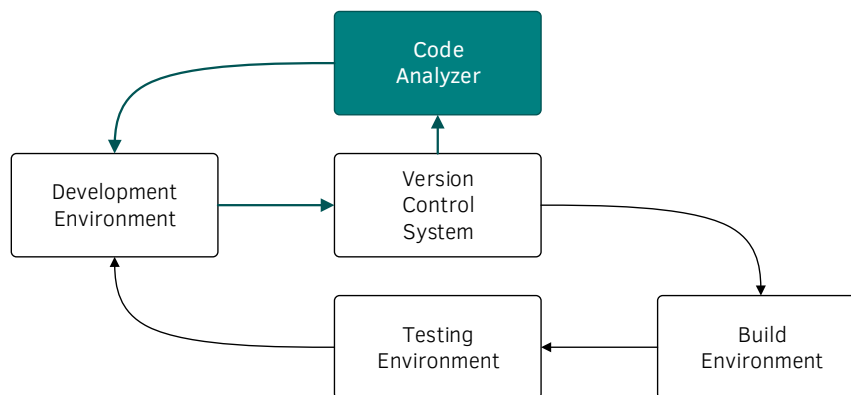 Code
Analyzer
Development
Environment
Version
Control
System
Testing
Environment
Build
Environment